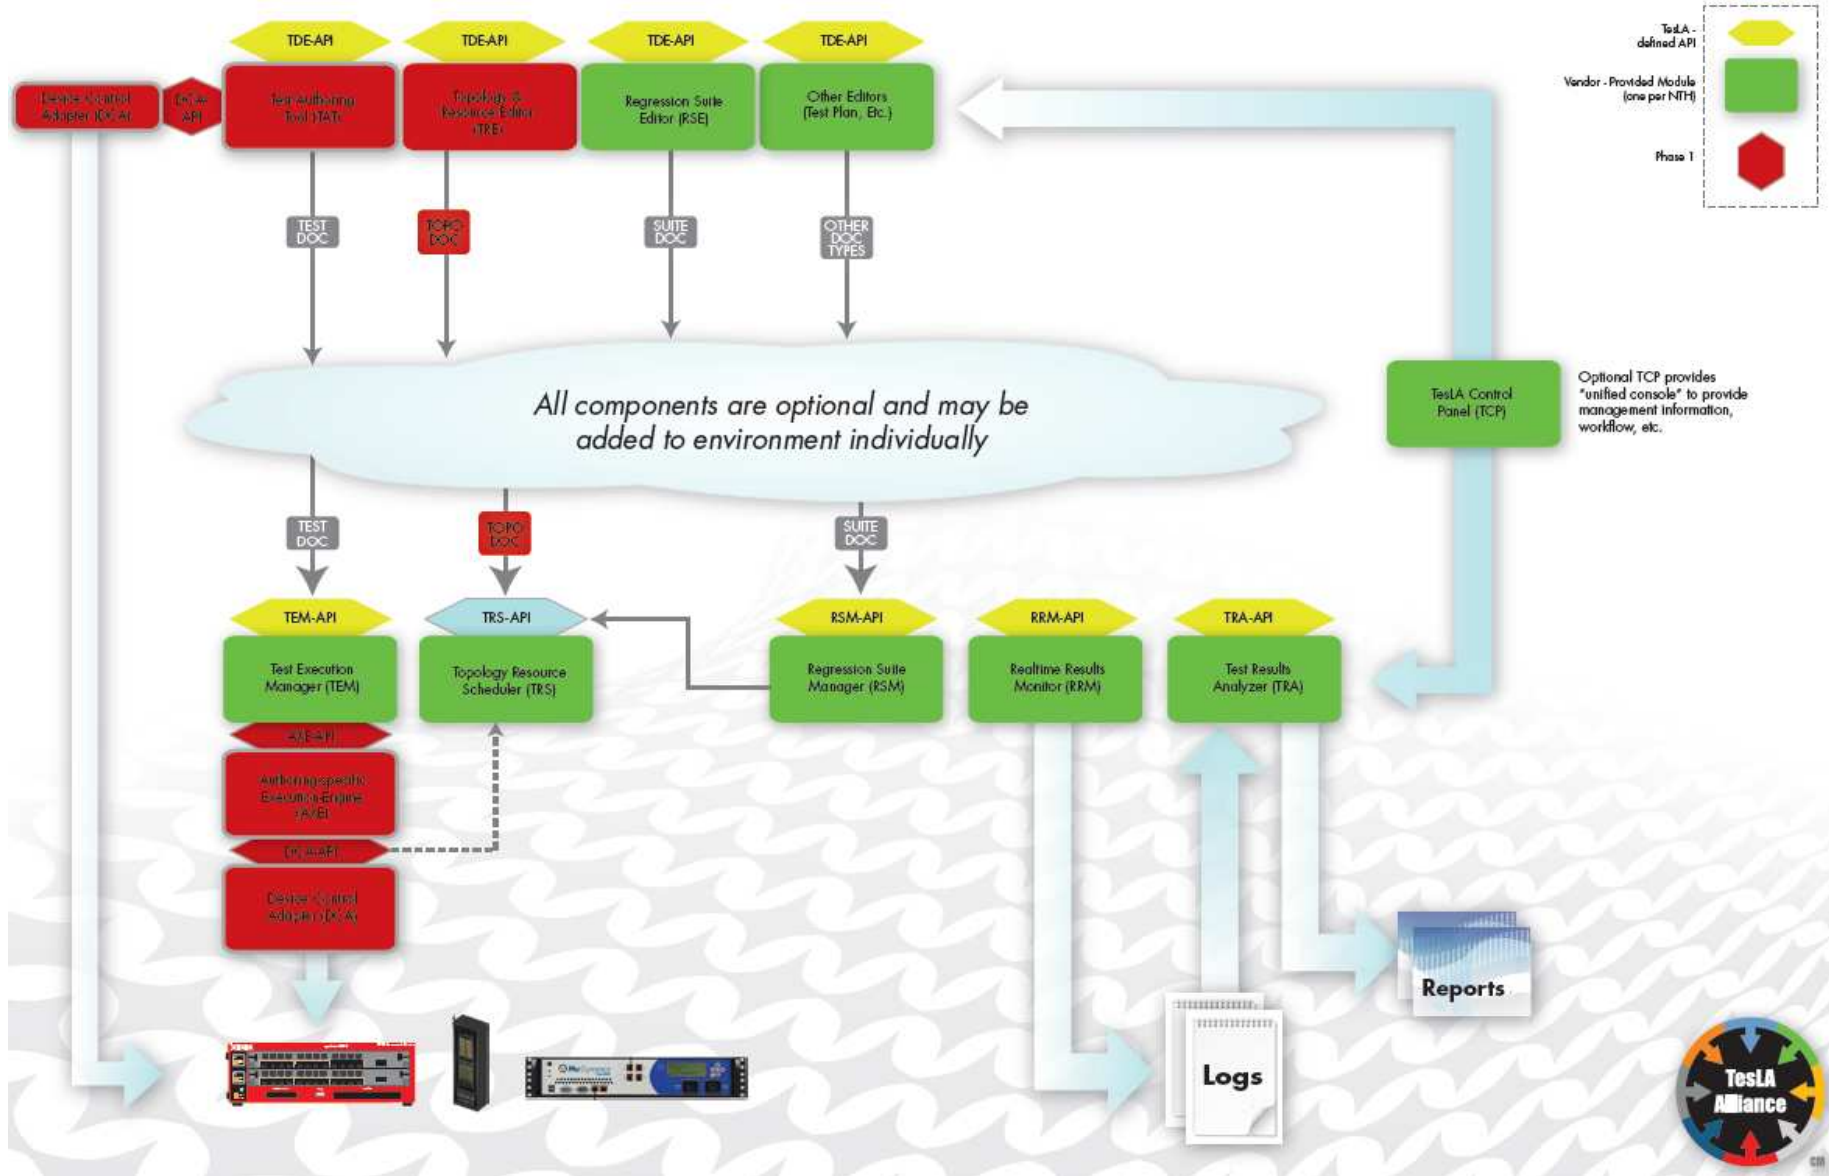 TDE-API
TDE-API
TDE-API
TDE-API
TesLA -
defined API
Vendor - Provided Module
(one per NTH)
Phase 1
Device Control
Adapter (DCA)
DCA-
API
Test Authoring
Tool (TAT)
Topology &
Resource Editor
(TRE)
Regression Suite
Editor (RSE)
Other Editors
(Test Plan, Etc.)
TEST
DOC
TOPO
DOC
SUITE
DOC
OTHER
DOC
TYPES
All components are optional and may be
added to environment individually
TesLA Control
Panel (TCP)
Optional TCP provides
"unified console" to provide
management information,
workflow, etc.
TEST
DOC
TOPO
DOC
SUITE
DOC
TEM-API
TRS-API
RSM-API
RRM-API
TRA-API
Test Execution
Manager (TEM)
Topology Resource
Scheduler (TRS)
Regression Suite
Manager (RSM)
Realtime Results
Monitor (RRM)
Test Results
Analyzer (TRA)
AXE-API
Authoring-specific
Execution-Engine
(AXE)
DCA-API
Device Control
Adapter (DCA)
Reports
Logs
TesLA
Alliance